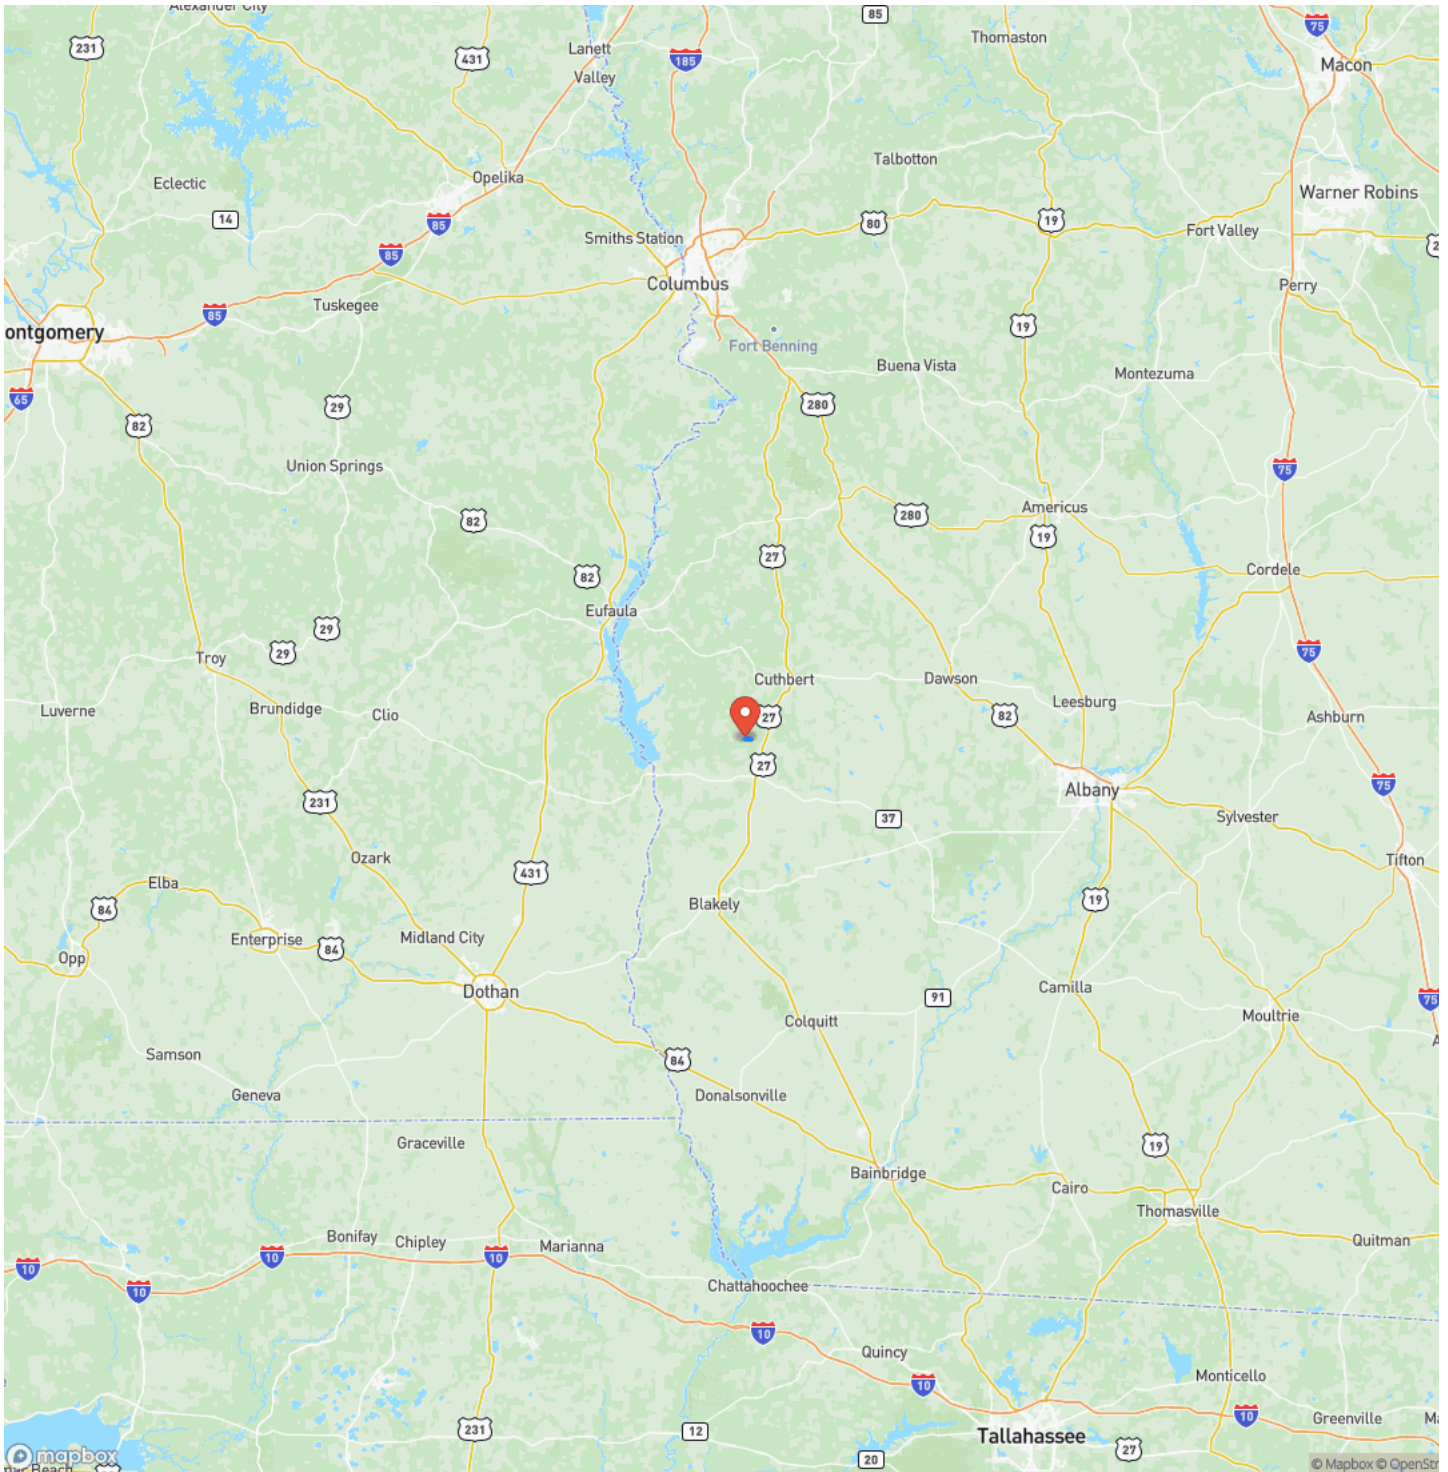 Alexander City
85
Thomaston
75
231
431
Lanett
185
Macon
Valley
Talbotton
Eclectic
Opelika
Warner Robins
14
85
80
19
Fort Valley
Smiths Station
85
Columbus
Perry
Tuskegee
85
19
ontgomery
Fort Benning
Buena Vista
Montezuma
65
29
280
82
Union Springs
75
82
280
Americus
19
27
82
Cordele
Eufaula
29
29
75
Troy
Cuthbert
Dawson
Leesburg
Luverne
Brundidge
Clio
27
82
Ashburn
27
75
Albany
231
37
Sylvester
Ozark
Tifton
431
Elba
84
19
Blakely
Enterprise
84
Midland City
Opp
Dothan
Camilla
91
75
Colquitt
Moultrie
Samson
84
Geneva
Donalsonville
Graceville
19
Bainbridge
Cairo
Thomasville
Bonifay
Chipley
Marianna
Quitman
10
10
10
10
Chattahoochee
10
Quincy
10
Monticello
10
Greenville
231
12
Tallahassee
27
20
mapbox
© Mapbox © OpenStr